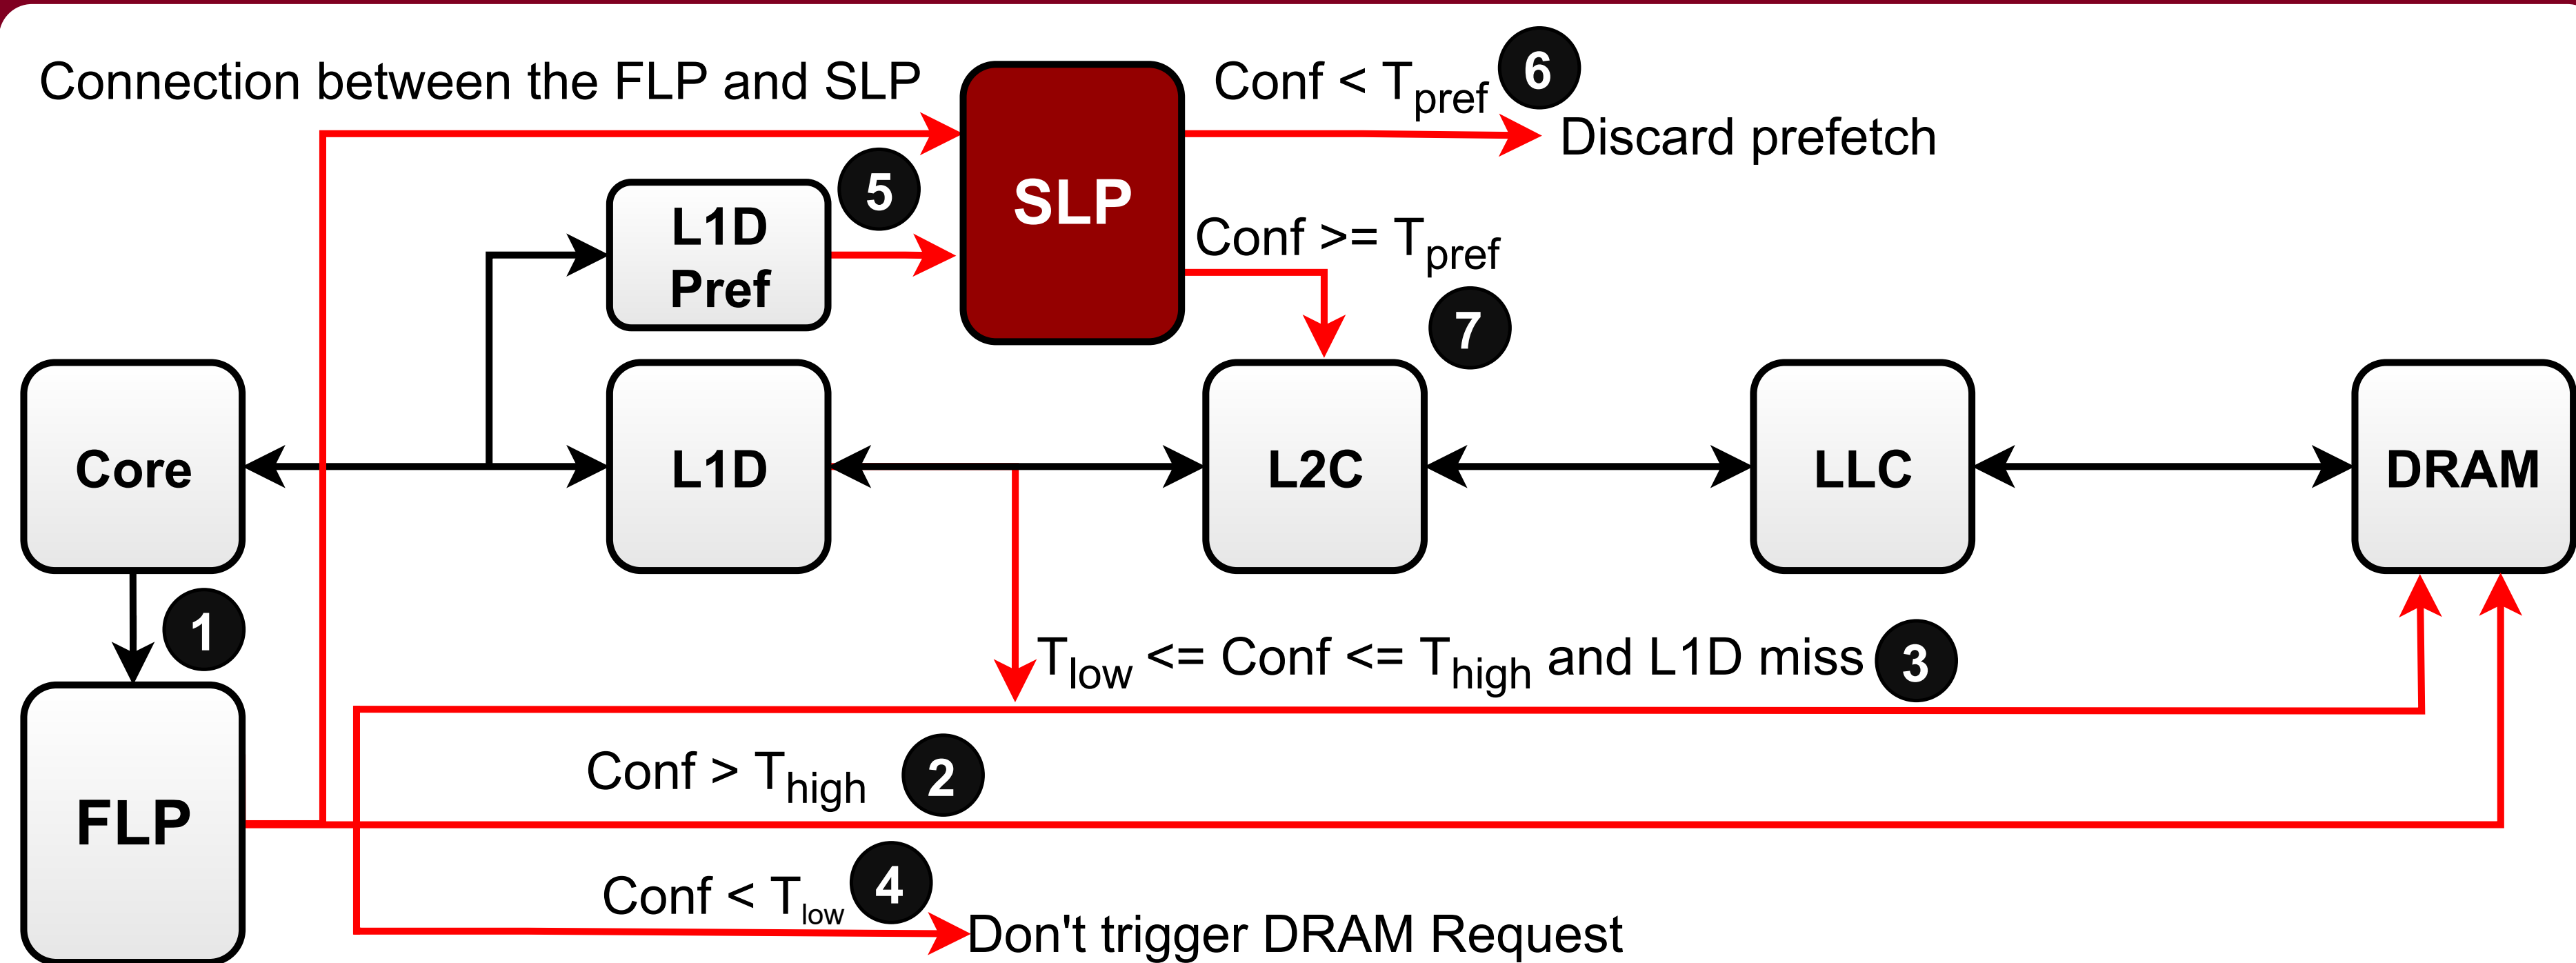 Connection between the FLP and SLP
Conf < Tpref 6
Discard prefetch
5
SLP
L1D
Pref
Conf >= Tpref
7
Core
L1D
L2C
LLC
DRAM
1
Tlow <= Conf <= Thigh and L1D miss 3
Conf > Thigh 2
FLP
Conf < Tlow 4
Don't trigger DRAM Request